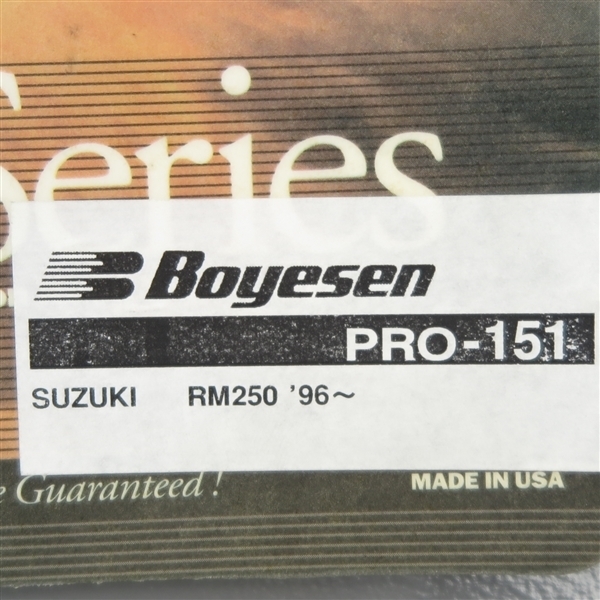 Series
Boyesen
PRO-151
SUZUKI RM250 '96~
Guaranteed!
MADE IN USA